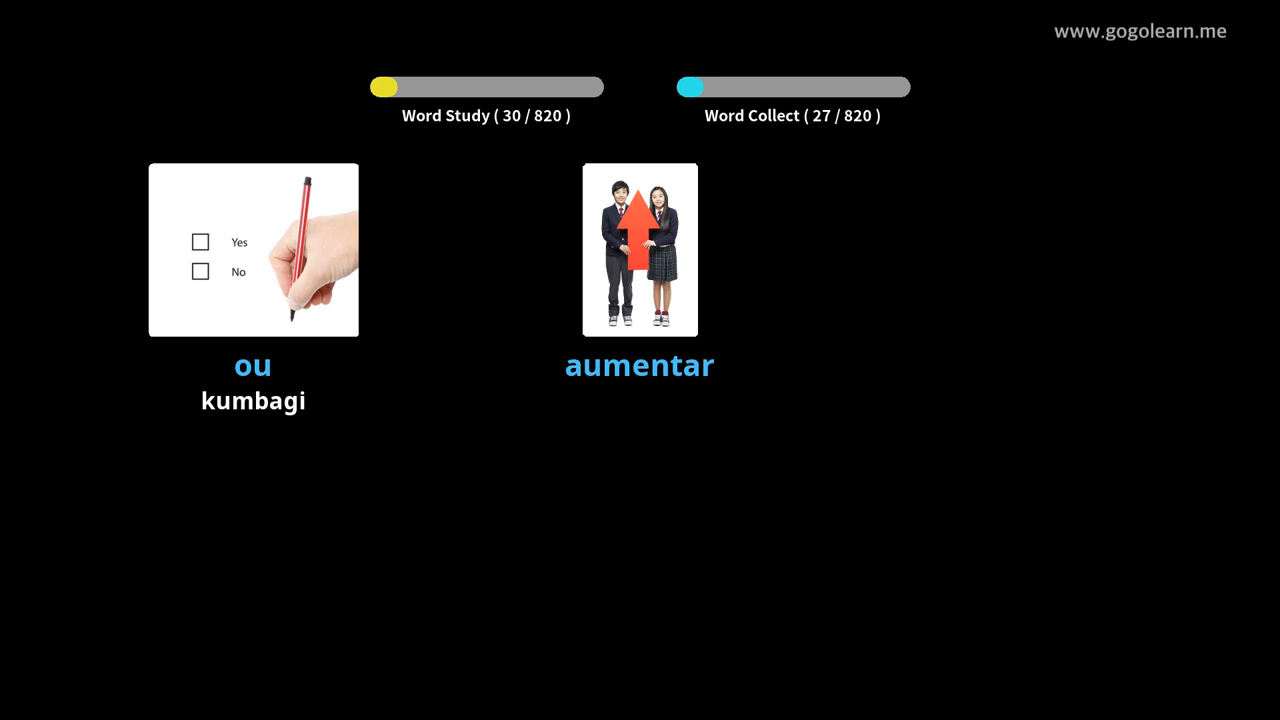 www.gogolearn.me
Word Study ( 30 / 820 )
Word Collect ( 27 / 820 )
Yes
No
ou
kumbagi
aumentar